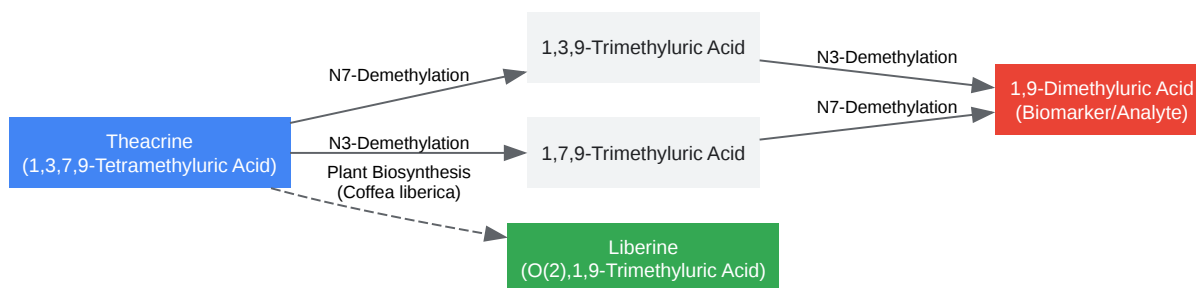 Theacrine
(1,3,7,9-Tetramethyluric Acid)
N7-Demethylation
N3-Demethylation
Plant Biosynthesis
(Coffea liberica)
1,3,9-Trimethyluric Acid
1,7,9-Trimethyluric Acid
Liberine
(O(2),1,9-Trimethyluric Acid)
N3-Demethylation
N7-Demethylation
1,9-Dimethyluric Acid
(Biomarker/Analyte)